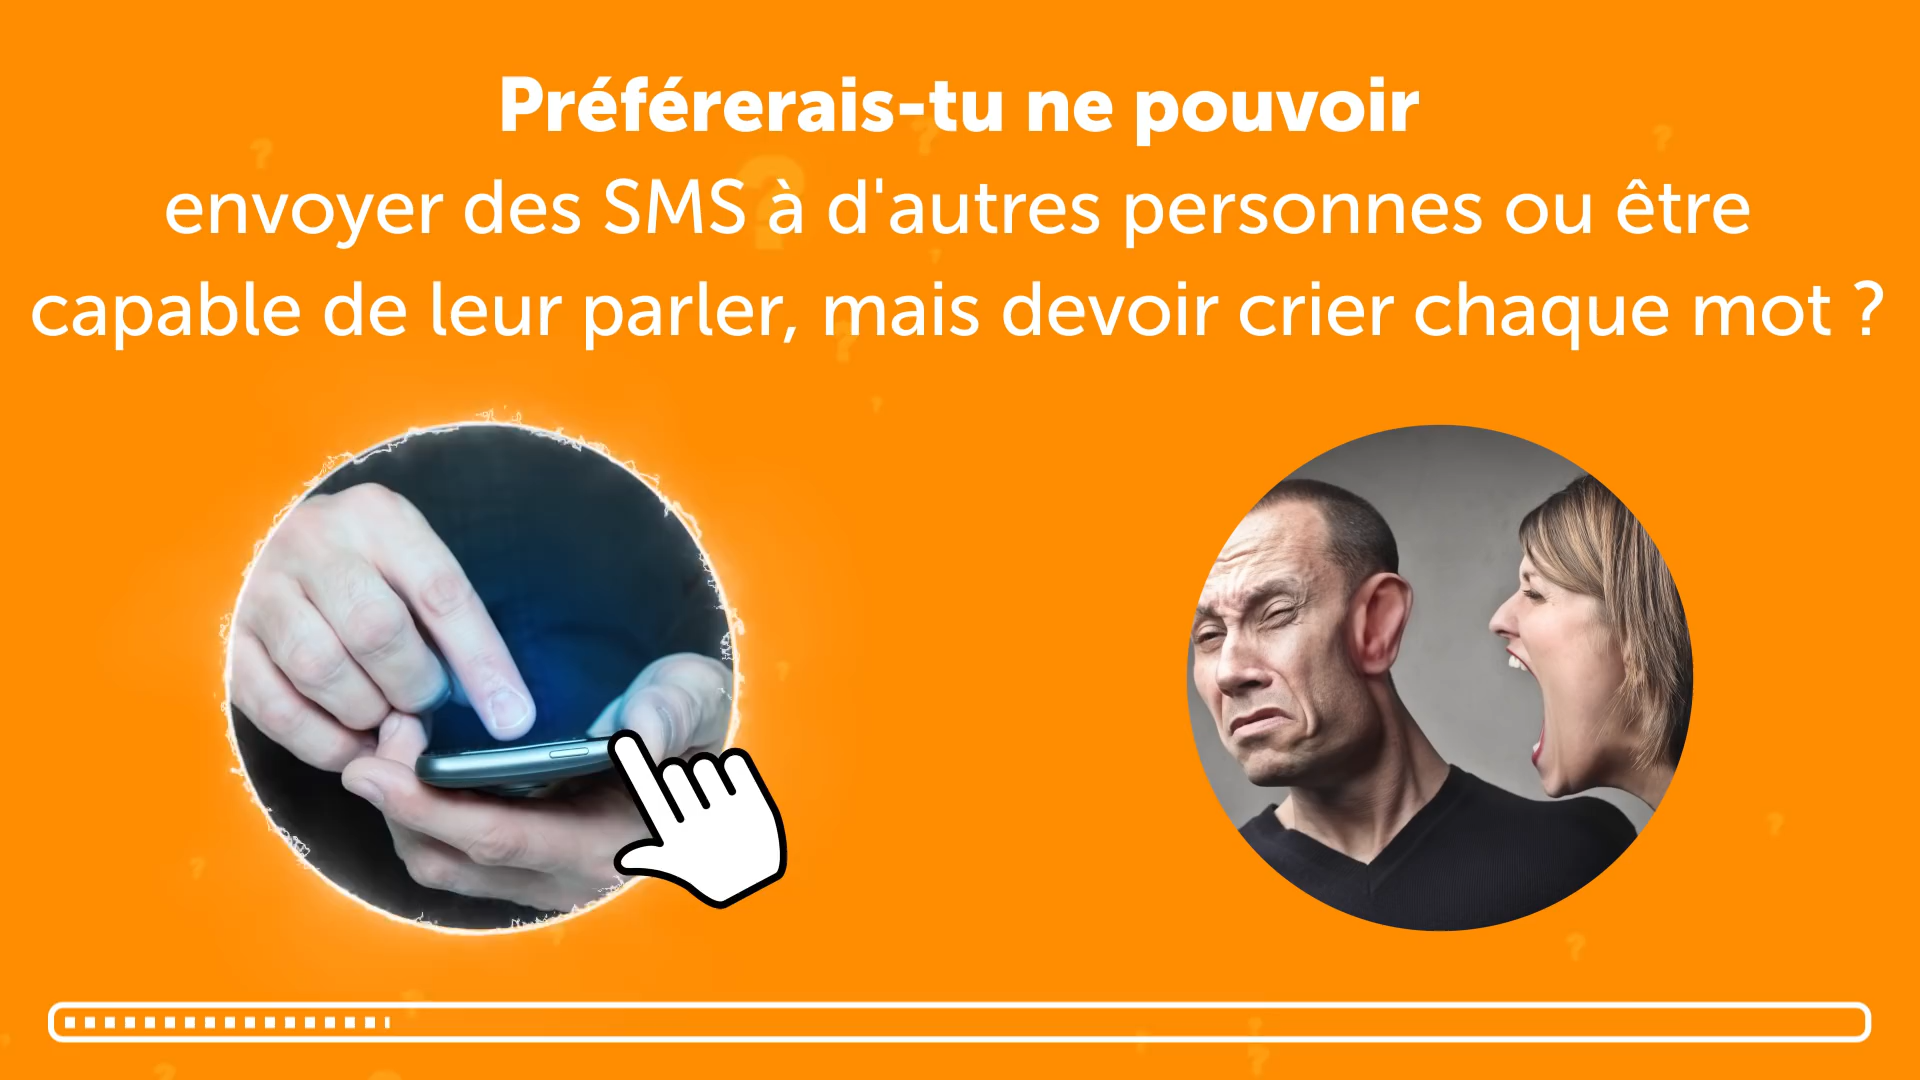 Préférerais-tu ne pouvoir
envoyer des SMS à d'autres personnes ou être
capable de leur parler, mais devoir crier chaque mot ?